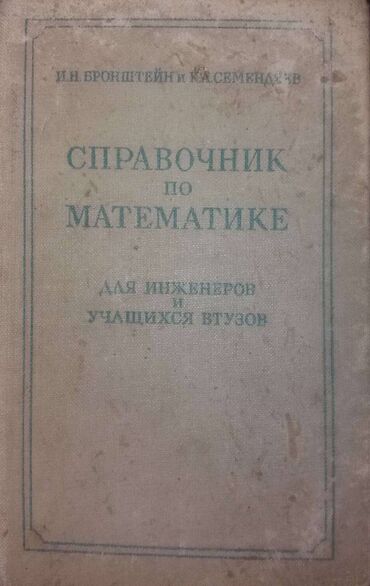 И.Н. БРОНШТЕЙН и К.А. СЕМЕНДЯЕВ
СПРАВОЧНИК
ПО
МАТЕМАТИКЕ
ДЛЯ ИНЖЕНЕРОВ
И
УЧАЩИХСЯ ВТУЗОВ